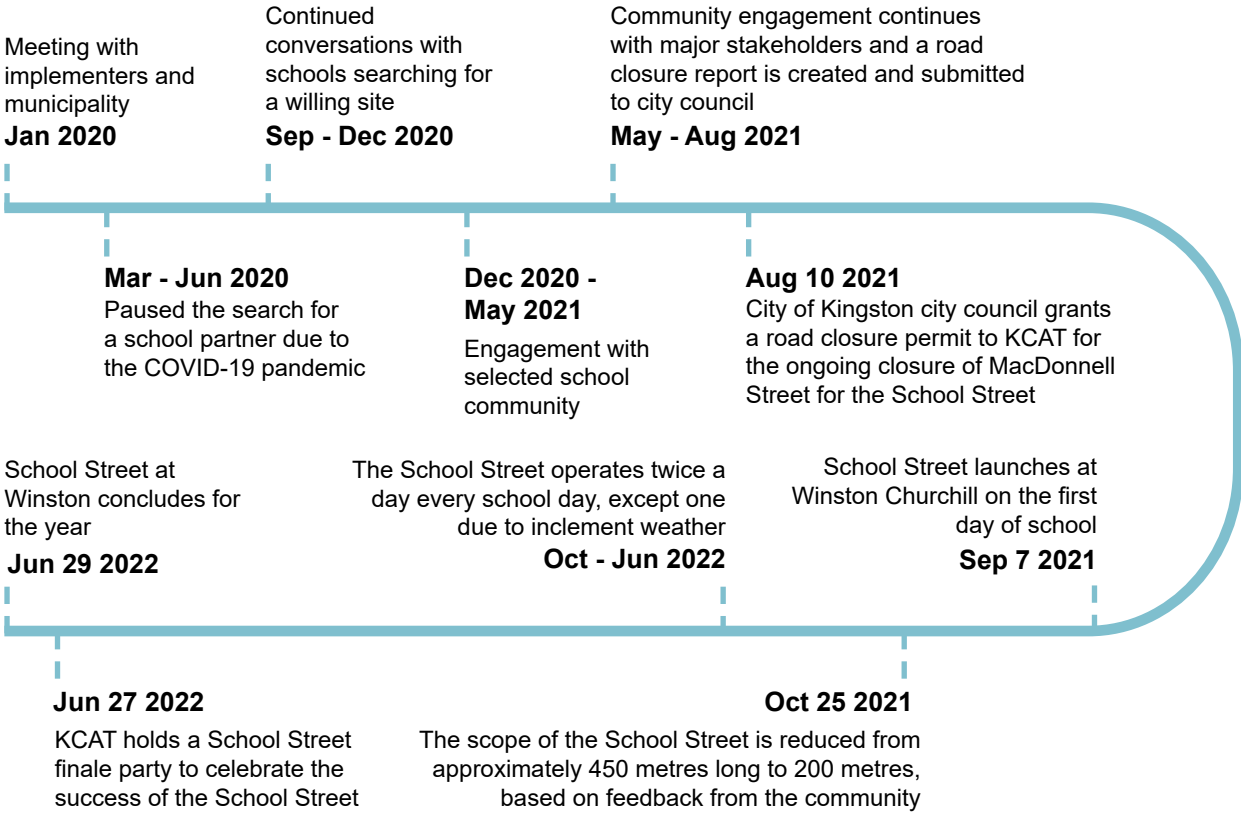 Meeting with
implementers and
municipality
Jan 2020
Mar - Jun 2020
Paused the search for
a school partner due to
the COVID-19 pandemic
Continued
conversations with
schools searching for
a willing site
Sep - Dec 2020
Dec 2020 -
May 2021
Engagement with
selected school
community
Community engagement continues
with major stakeholders and a road
closure report is created and submitted
to city council
May - Aug 2021
Aug 10 2021
City of Kingston city council grants
a road closure permit to KCAT for
the ongoing closure of MacDonnell
Street for the School Street
School Street launches at
Winston Churchill on the first
day of school
Sep 7 2021
Oct 25 2021
The scope of the School Street is reduced from
approximately 450 metres long to 200 metres,
based on feedback from the community
The School Street operates twice a
day every school day, except one
due to inclement weather
Oct - Jun 2022
Jun 27 2022
KCAT holds a School Street
finale party to celebrate the
success of the School Street
School Street at
Winston concludes for
the year
Jun 29 2022